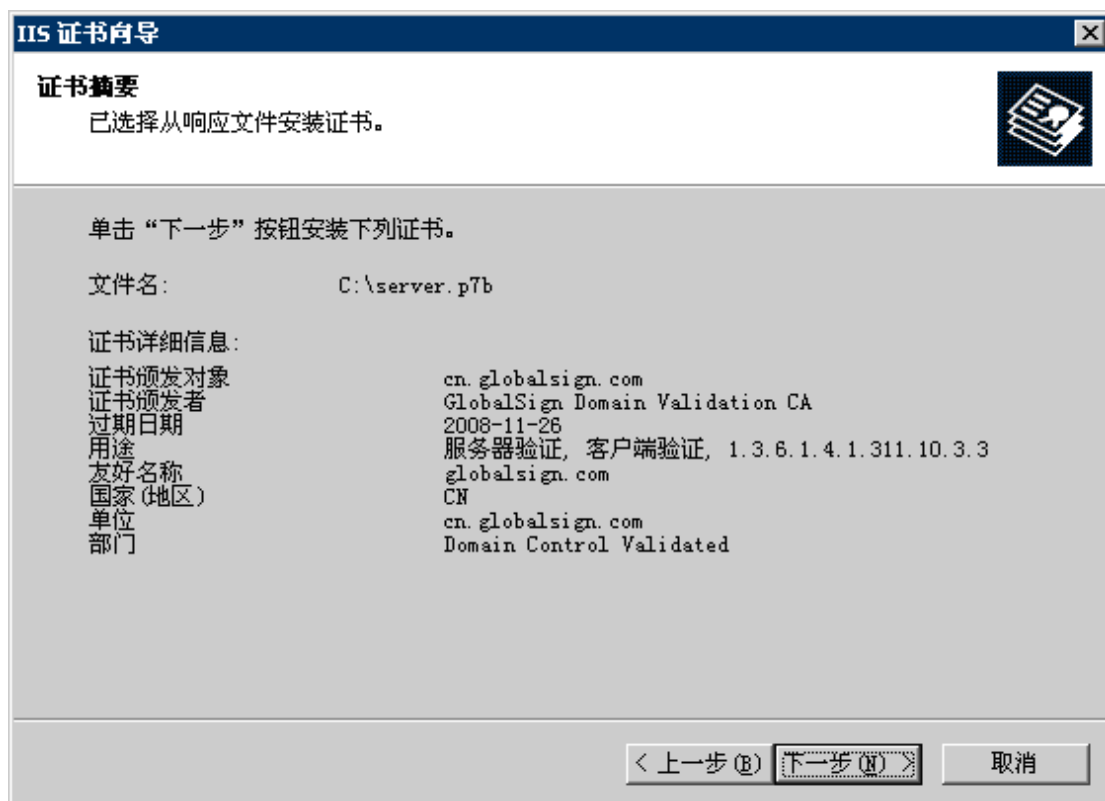 IIS 证书向导
证书摘要
已选择从响应文件安装证书。
单击“下一步”按钮安装下列证书。
文件名: C:\server.p7b
证书详细信息:
证书颁发对象 cn.globalsign.com
证书颁发者 GlobalSign Domain Validation CA
过期日期 2008-11-26
用途 服务器验证, 客户端验证, 1.3.6.1.4.1.311.10.3.3
友好名称 globalsign.com
国家(地区) CN
单位 cn.globalsign.com
部门 Domain Control Validated
< 上一步(B) 下一步(N) > 取消